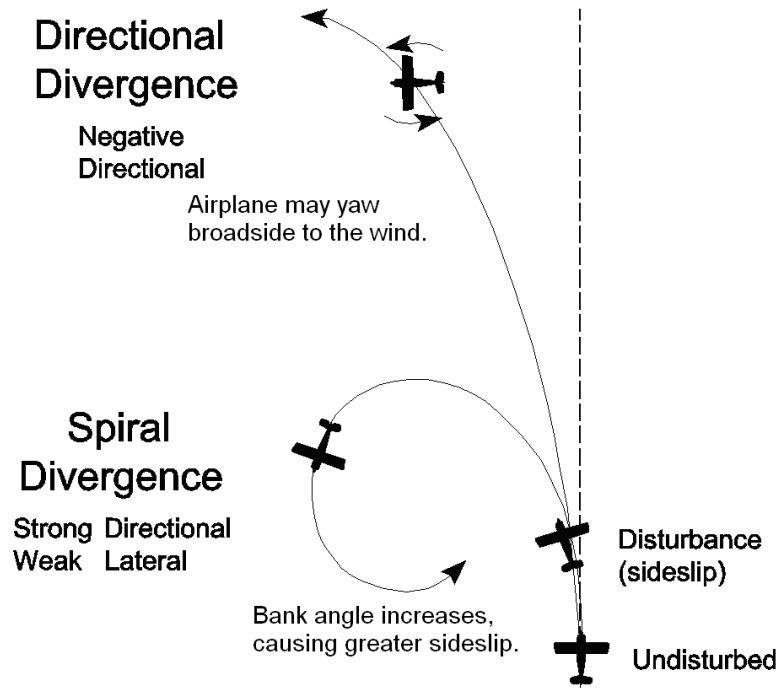 Directional
Divergence
Negative
Directional
Airplane may yaw
broadside to the wind.
Spiral
Divergence
Strong Directional
Weak Lateral
Bank angle increases,
causing greater sideslip.
Disturbance
(sideslip)
Undisturbed